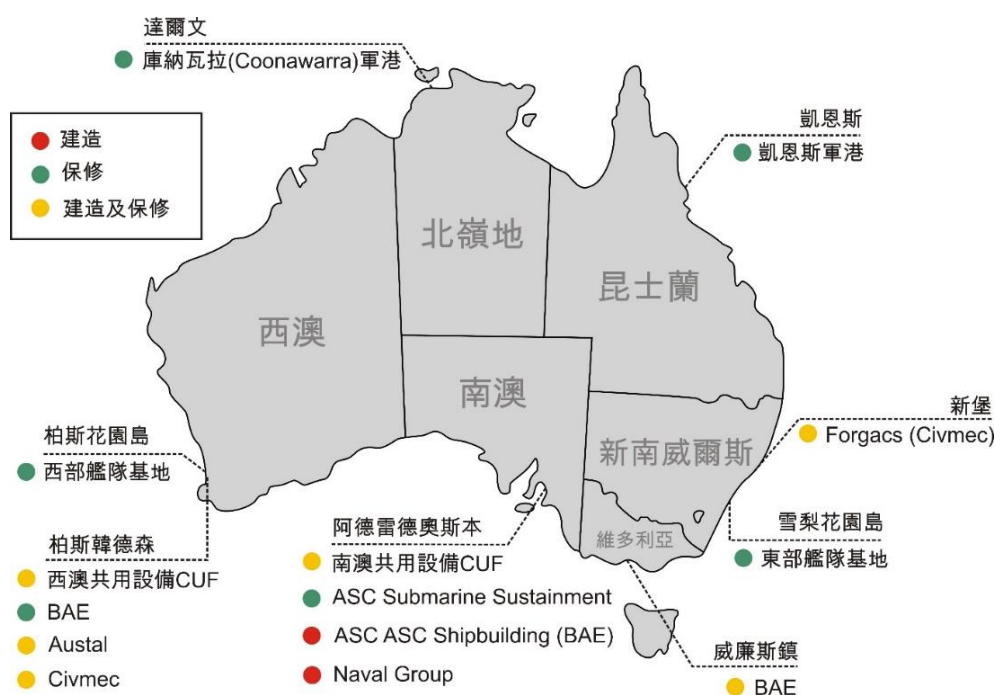 達爾文
庫納瓦拉(Coonawarra)軍港
建造
保修
建造及保修
凱恩斯
凱恩斯軍港
北嶺地
昆士蘭
西澳
南澳
新南威爾斯
維多利亞
新堡
Forgacs (Civmec)
柏斯花園島
西部艦隊基地
雪梨花園島
東部艦隊基地
柏斯韓德森
西澳共用設備CUF
BAE
Austal
Civmec
阿德雷德奧斯本
南澳共用設備CUF
ASC Submarine Sustainment
ASC ASC Shipbuilding (BAE)
Naval Group
威廉斯鎮
BAE